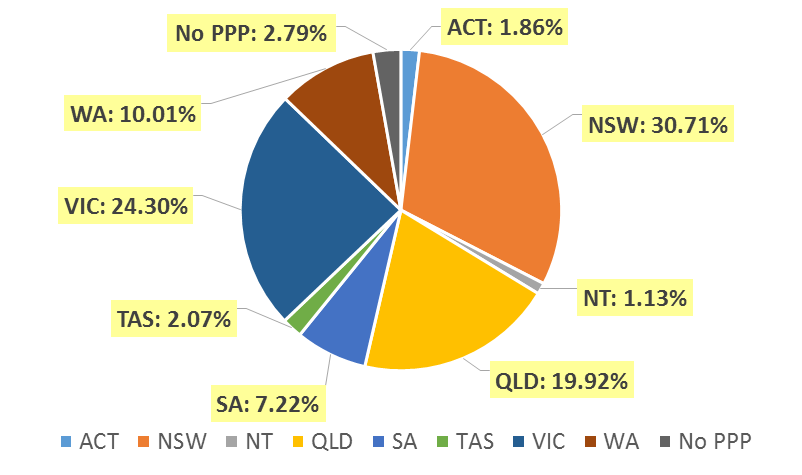 No PPP: 2.79%
ACT: 1.86%
WA: 10.01%
NSW: 30.71%
VIC: 24.30%
NT: 1.13%
TAS: 2.07%
QLD: 19.92%
SA: 7.22%
ACT NSW NT QLD SA TAS VIC WA No PPP